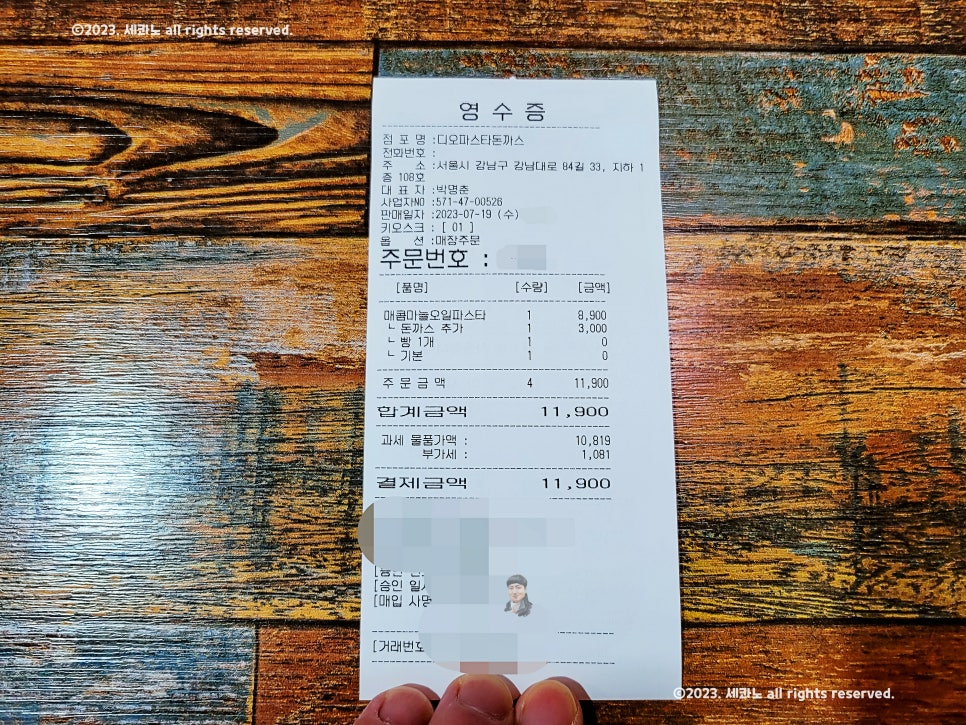 ©2023. 세콰노 all rights reserved.
영 수 증
점 포 명 :디오파스타돈까스
전화번호 :
주 소 :서울시 강남구 강남대로 84길 33, 지하 1
층 108호
대 표 자 :박명춘
사업자NO :571-47-00526
판매일자 :2023-07-19 (수)
키오스크 : [ 01 ]
옵 션 :매장주문
주문번호 :
[품명] [수량] [금액]
매콤마늘오일파스타 1 8,900
└ 돈까스 추가 1 3,000
└ 빵 1개 1 0
└ 기본 1 0
주 문 금 액 4 11,900
합계금액 11,900
과세 물품가액 : 10,819
부가세 : 1,081
결제금액 11,900
[승인
[승인 일시
[매입 사명
[거래번호
©2023. 세콰노 all rights reserved.